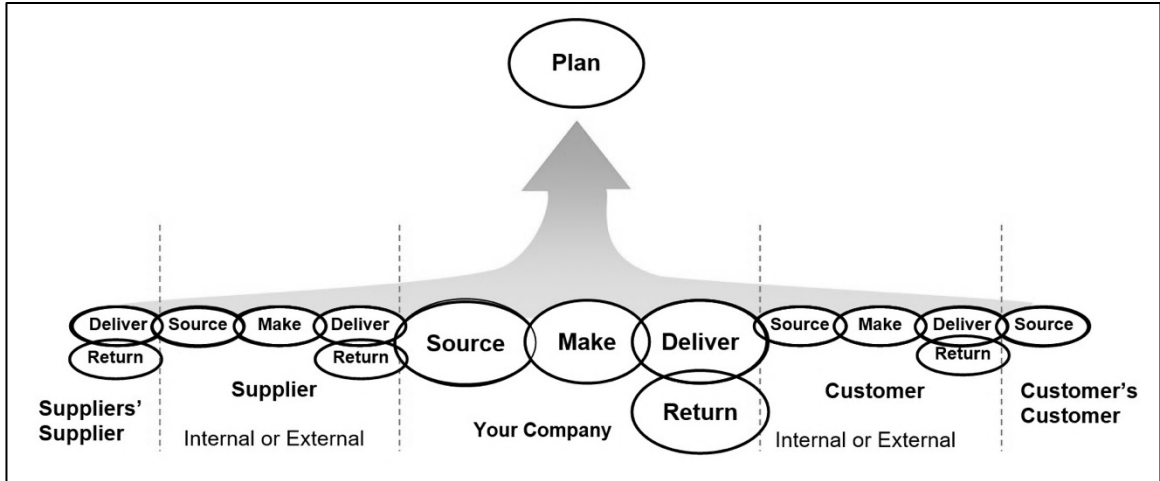 Plan
Deliver Source Make Deliver Source Make Deliver Source Make Deliver Source
Return Return Return Return
Suppliers'
Supplier
Supplier
Internal or External
Your Company
Customer
Internal or External
Customer's
Customer